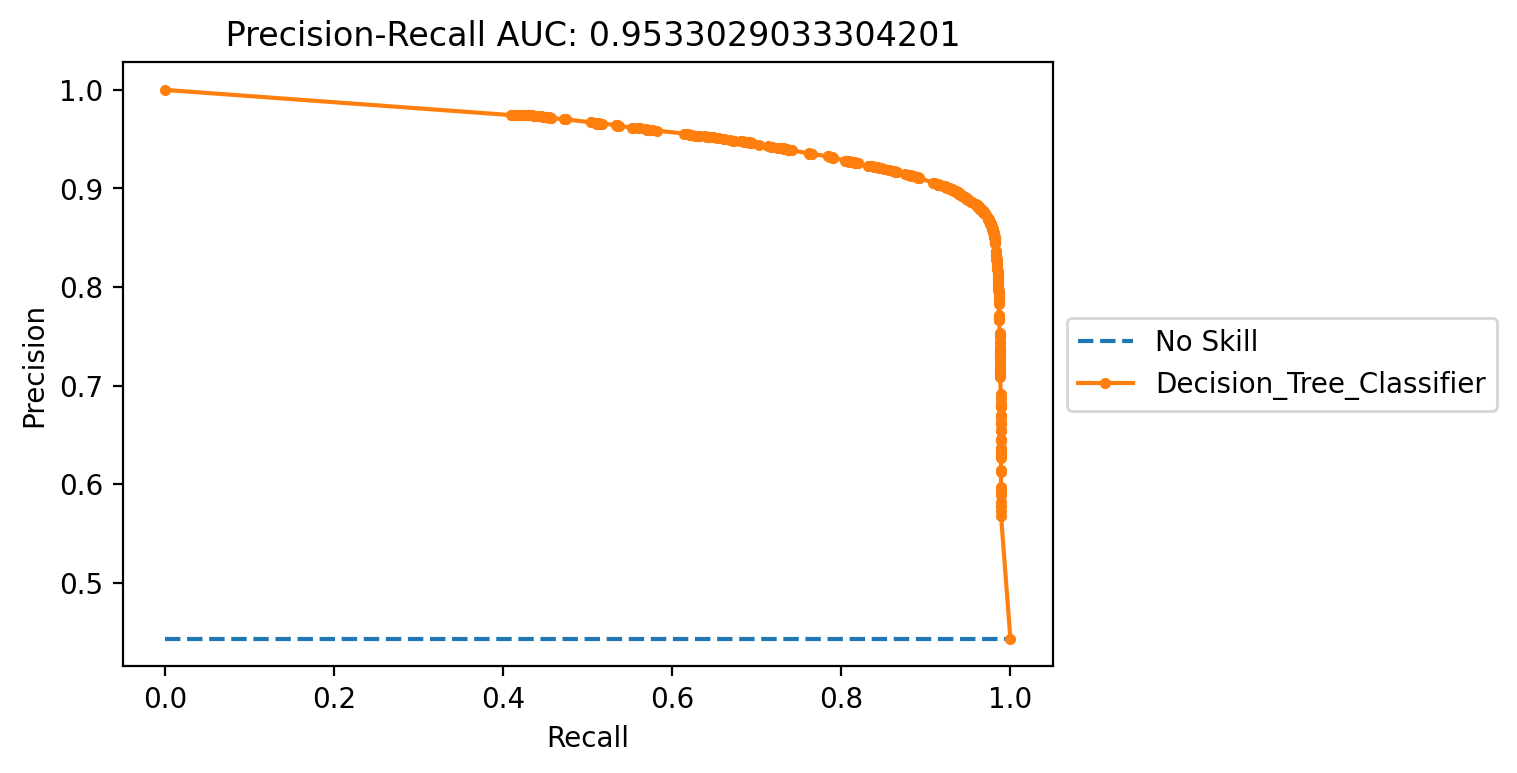 Precision-Recall AUC: 0.9533029033304201
1.0
0.9
0.8
0.7
0.6
0.5
Precision
0.0 0.2 0.4 0.6 0.8 1.0
Recall
No Skill
Decision_Tree_Classifier